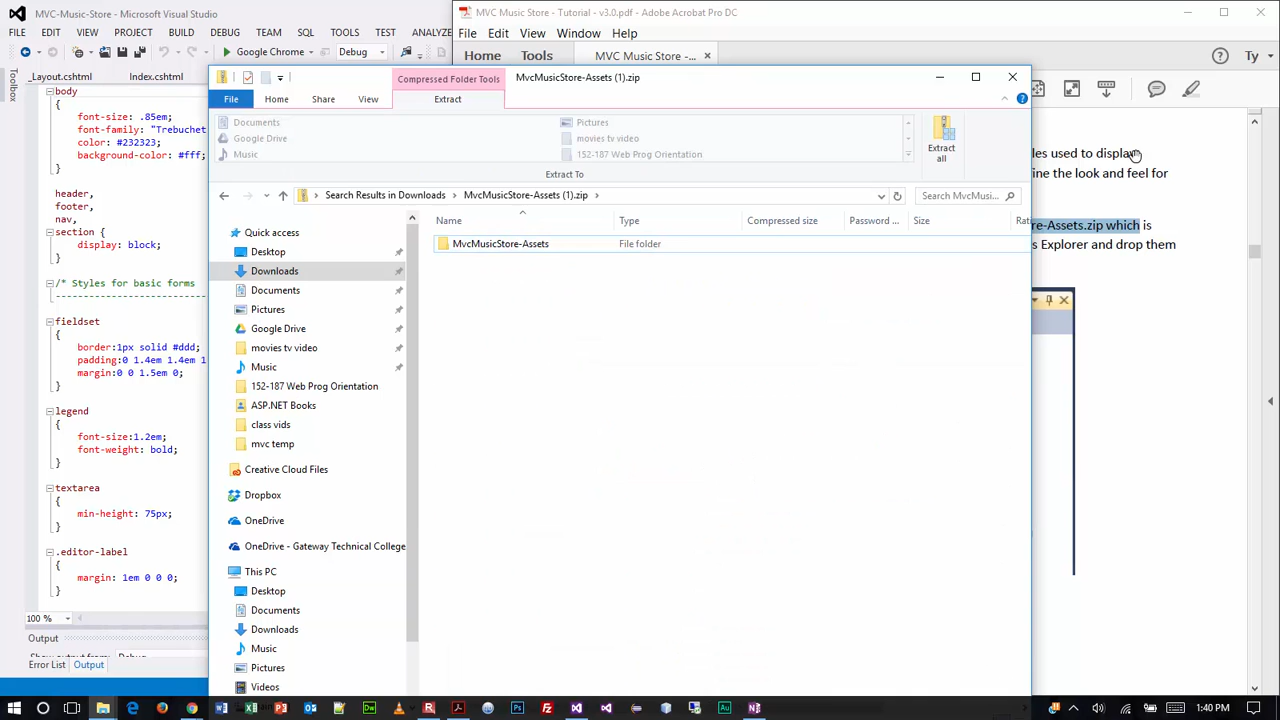 MVC-Music-Store - Microsoft Visual Studio
FILE EDIT VIEW PROJECT BUILD DEBUG TEAM SQL TOOLS TEST ANALYZE
Google Chrome Debug
Toolbox
_Layout.cshtml Index.cshtml
body
{
font-size: .85em;
font-family: "Trebuchet
color: #232323;
background-color: #fff;
}
header,
footer,
nav,
section {
display: block;
}
/* Styles for basic forms
--------------------------
fieldset
{
border:1px solid #ddd;
padding:0 1.4em 1.4em 1
margin:0 0 1.5em 0;
}
legend
{
font-size:1.2em;
font-weight: bold;
}
textarea
{
min-height: 75px;
}
.editor-label
{
margin: 1em 0 0 0;
}
100 %
Output
Show output from: Debug
Error List Output
MVC Music Store - Tutorial - v3.0.pdf - Adobe Acrobat Pro DC
File Edit View Window Help
Home Tools MVC Music Store -... Ty
les used to display
ine the look and feel for
re-Assets.zip which is
s Explorer and drop them
Compressed Folder Tools MvcMusicStore-Assets (1).zip
File Home Share View Extract
Documents Pictures
Google Drive movies tv video
Music 152-187 Web Prog Orientation
Extract all
Extract To
Search Results in Downloads MvcMusicStore-Assets (1).zip Search MvcMusi...
Name Type Compressed size Password ... Size Rati
MvcMusicStore-Assets File folder
Quick access
Desktop
Downloads
Documents
Pictures
Google Drive
movies tv video
Music
152-187 Web Prog Orientation
ASP.NET Books
class vids
mvc temp
Creative Cloud Files
Dropbox
OneDrive
OneDrive - Gateway Technical College
This PC
Desktop
Documents
Downloads
Music
Pictures
Videos
1:40 PM